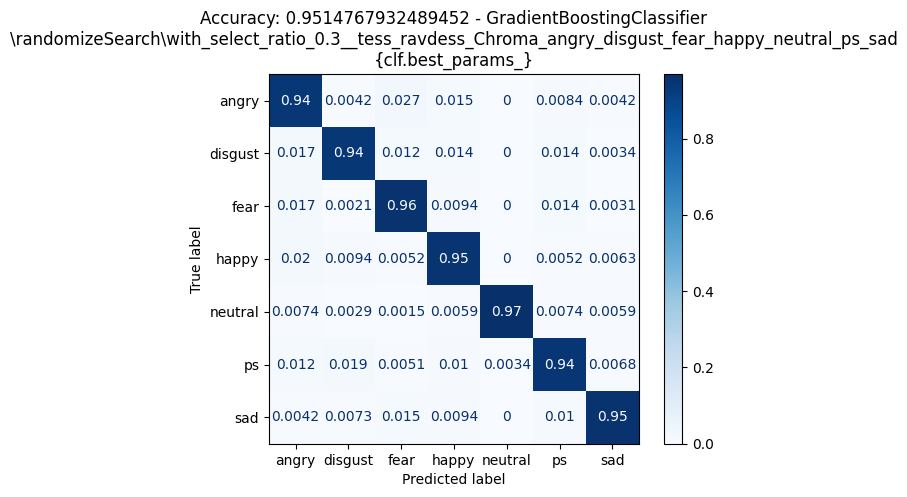 Accuracy: 0.9514767932489452 - GradientBoostingClassifier
\randomizeSearch\with_select_ratio_0.3__tess_ravdess_Chroma_angry_disgust_fear_happy_neutral_ps_sad
{clf.best_params_}
angry 0.94 0.0042 0.027 0.015 0 0.0084 0.0042
disgust 0.017 0.94 0.012 0.014 0 0.014 0.0034
fear 0.017 0.0021 0.96 0.0094 0 0.014 0.0031
happy 0.02 0.0094 0.0052 0.95 0 0.0052 0.0063
neutral 0.0074 0.0029 0.0015 0.0059 0.97 0.0074 0.0059
ps 0.012 0.019 0.0051 0.01 0.0034 0.94 0.0068
sad 0.0042 0.0073 0.015 0.0094 0 0.01 0.95
angry disgust fear happy neutral ps sad
Predicted label
True label
0.8
0.6
0.4
0.2
0.0